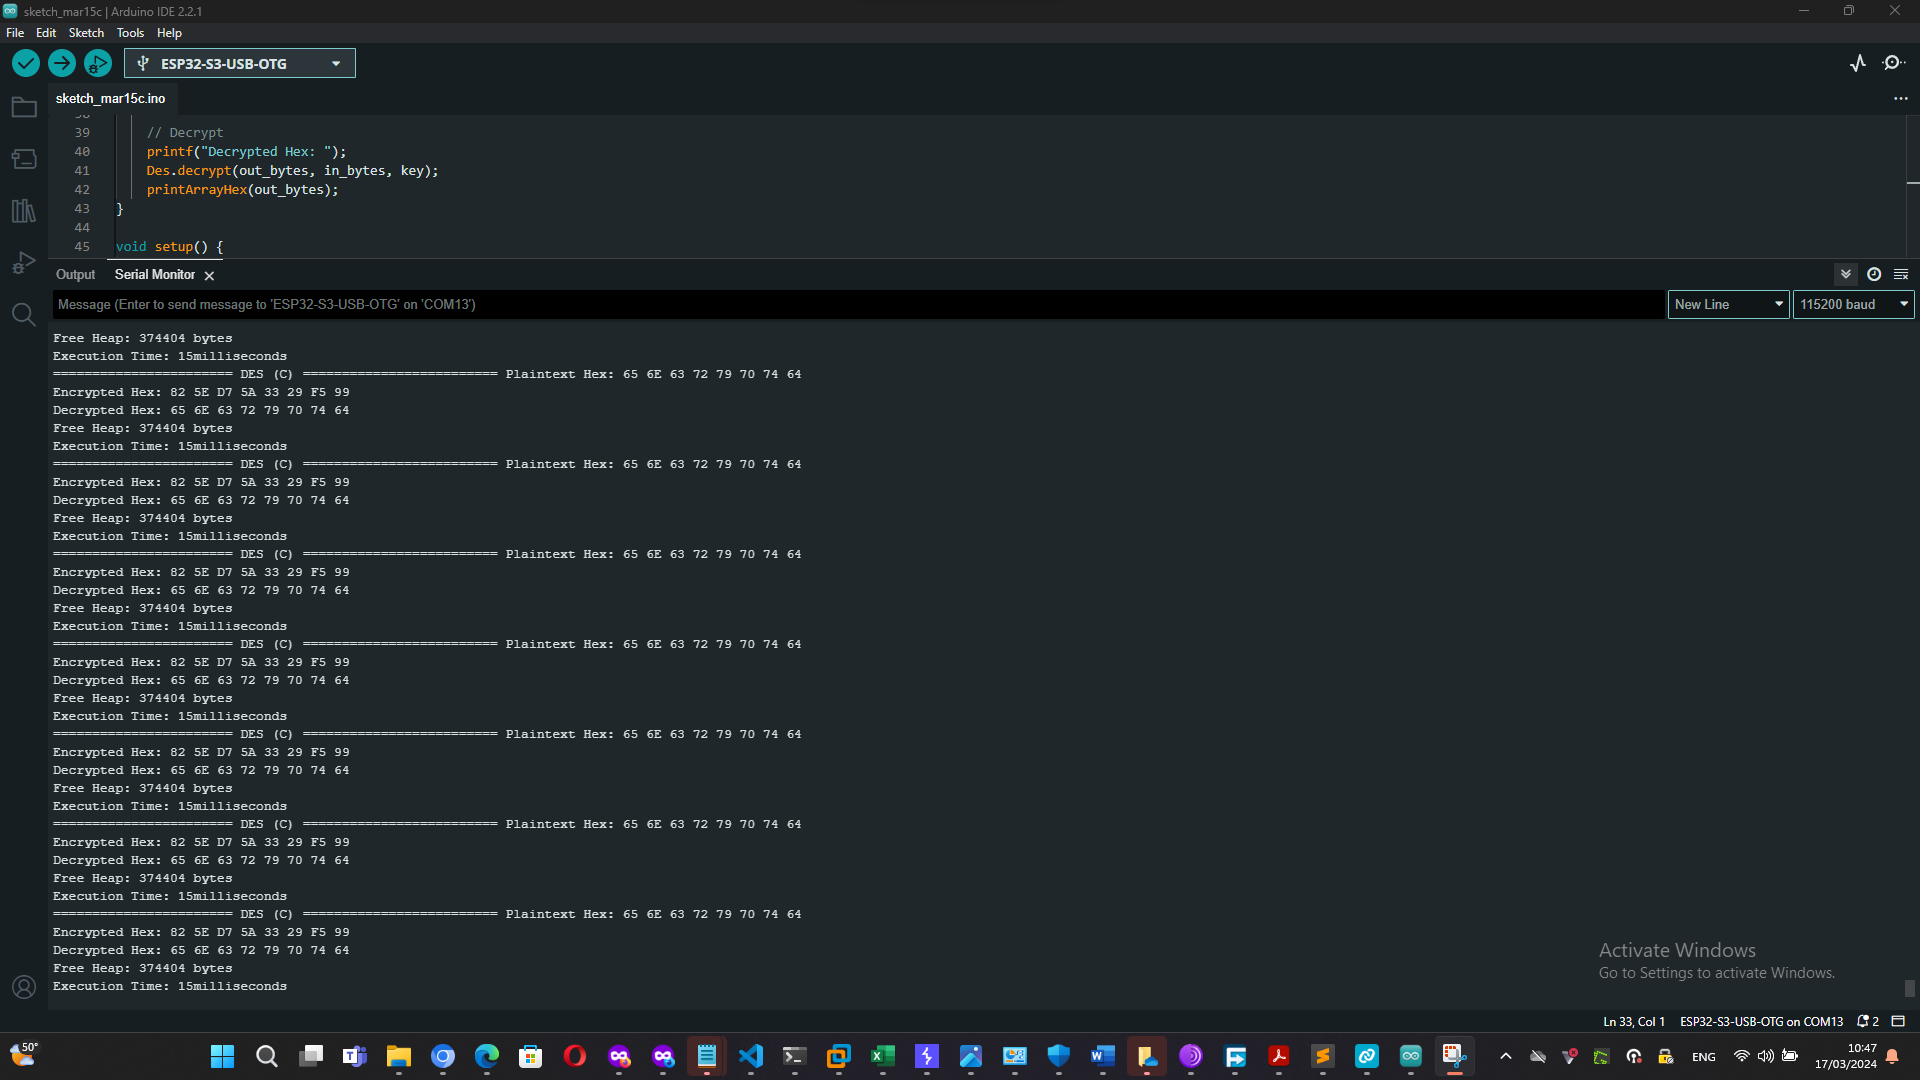 sketch_mar15c | Arduino IDE 2.2.1
File Edit Sketch Tools Help
ESP32-S3-USB-OTG
sketch_mar15c.ino
39 // Decrypt
40 printf("Decrypted Hex: ");
41 Des.decrypt(out_bytes, in_bytes, key);
42 printArrayHex(out_bytes);
43 }
44
45 void setup() {
Output Serial Monitor
Message (Enter to send message to 'ESP32-S3-USB-OTG' on 'COM13')
New Line
115200 baud
Free Heap: 374404 bytes
Execution Time: 15milliseconds
======================= DES (C) ========================= Plaintext Hex: 65 6E 63 72 79 70 74 64
Encrypted Hex: 82 5E D7 5A 33 29 F5 99
Decrypted Hex: 65 6E 63 72 79 70 74 64
Free Heap: 374404 bytes
Execution Time: 15milliseconds
======================= DES (C) ========================= Plaintext Hex: 65 6E 63 72 79 70 74 64
Encrypted Hex: 82 5E D7 5A 33 29 F5 99
Decrypted Hex: 65 6E 63 72 79 70 74 64
Free Heap: 374404 bytes
Execution Time: 15milliseconds
======================= DES (C) ========================= Plaintext Hex: 65 6E 63 72 79 70 74 64
Encrypted Hex: 82 5E D7 5A 33 29 F5 99
Decrypted Hex: 65 6E 63 72 79 70 74 64
Free Heap: 374404 bytes
Execution Time: 15milliseconds
======================= DES (C) ========================= Plaintext Hex: 65 6E 63 72 79 70 74 64
Encrypted Hex: 82 5E D7 5A 33 29 F5 99
Decrypted Hex: 65 6E 63 72 79 70 74 64
Free Heap: 374404 bytes
Execution Time: 15milliseconds
======================= DES (C) ========================= Plaintext Hex: 65 6E 63 72 79 70 74 64
Encrypted Hex: 82 5E D7 5A 33 29 F5 99
Decrypted Hex: 65 6E 63 72 79 70 74 64
Free Heap: 374404 bytes
Execution Time: 15milliseconds
======================= DES (C) ========================= Plaintext Hex: 65 6E 63 72 79 70 74 64
Encrypted Hex: 82 5E D7 5A 33 29 F5 99
Decrypted Hex: 65 6E 63 72 79 70 74 64
Free Heap: 374404 bytes
Execution Time: 15milliseconds
======================= DES (C) ========================= Plaintext Hex: 65 6E 63 72 79 70 74 64
Encrypted Hex: 82 5E D7 5A 33 29 F5 99
Decrypted Hex: 65 6E 63 72 79 70 74 64
Free Heap: 374404 bytes
Execution Time: 15milliseconds
Activate Windows
Go to Settings to activate Windows.
Ln 33, Col 1 ESP32-S3-USB-OTG on COM13 2
50°
ENG
10:47
17/03/2024